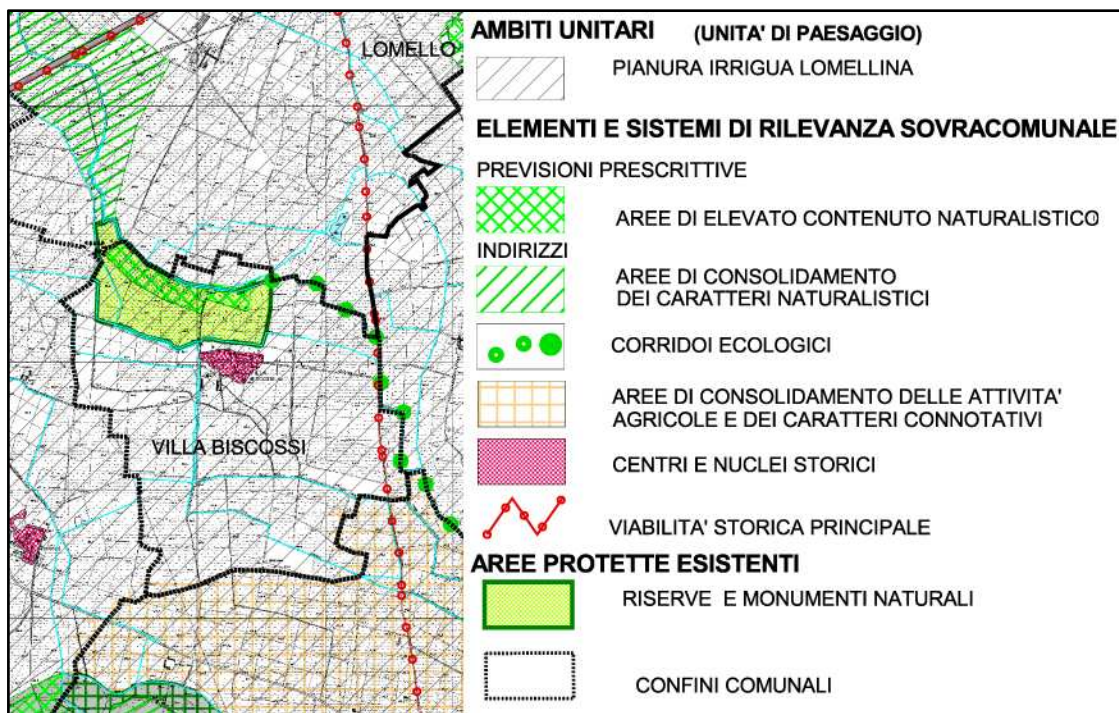 LOMELLO
VILLA BISCOSSI
AMBITI UNITARI (UNITA' DI PAESAGGIO)
PIANURA IRRIGUA LOMELLINA
ELEMENTI E SISTEMI DI RILEVANZA SOVRACOMUNALE
PREVISIONI PRESCRITTIVE
AREE DI ELEVATO CONTENUTO NATURALISTICO
INDIRIZZI
AREE DI CONSOLIDAMENTO
DEI CARATTERI NATURALISTICI
CORRIDOI ECOLOGICI
AREE DI CONSOLIDAMENTO DELLE ATTIVITA'
AGRICOLE E DEI CARATTERI CONNOTATIVI
CENTRI E NUCLEI STORICI
VIABILITA' STORICA PRINCIPALE
AREE PROTETTE ESISTENTI
RISERVE E MONUMENTI NATURALI
CONFINI COMUNALI